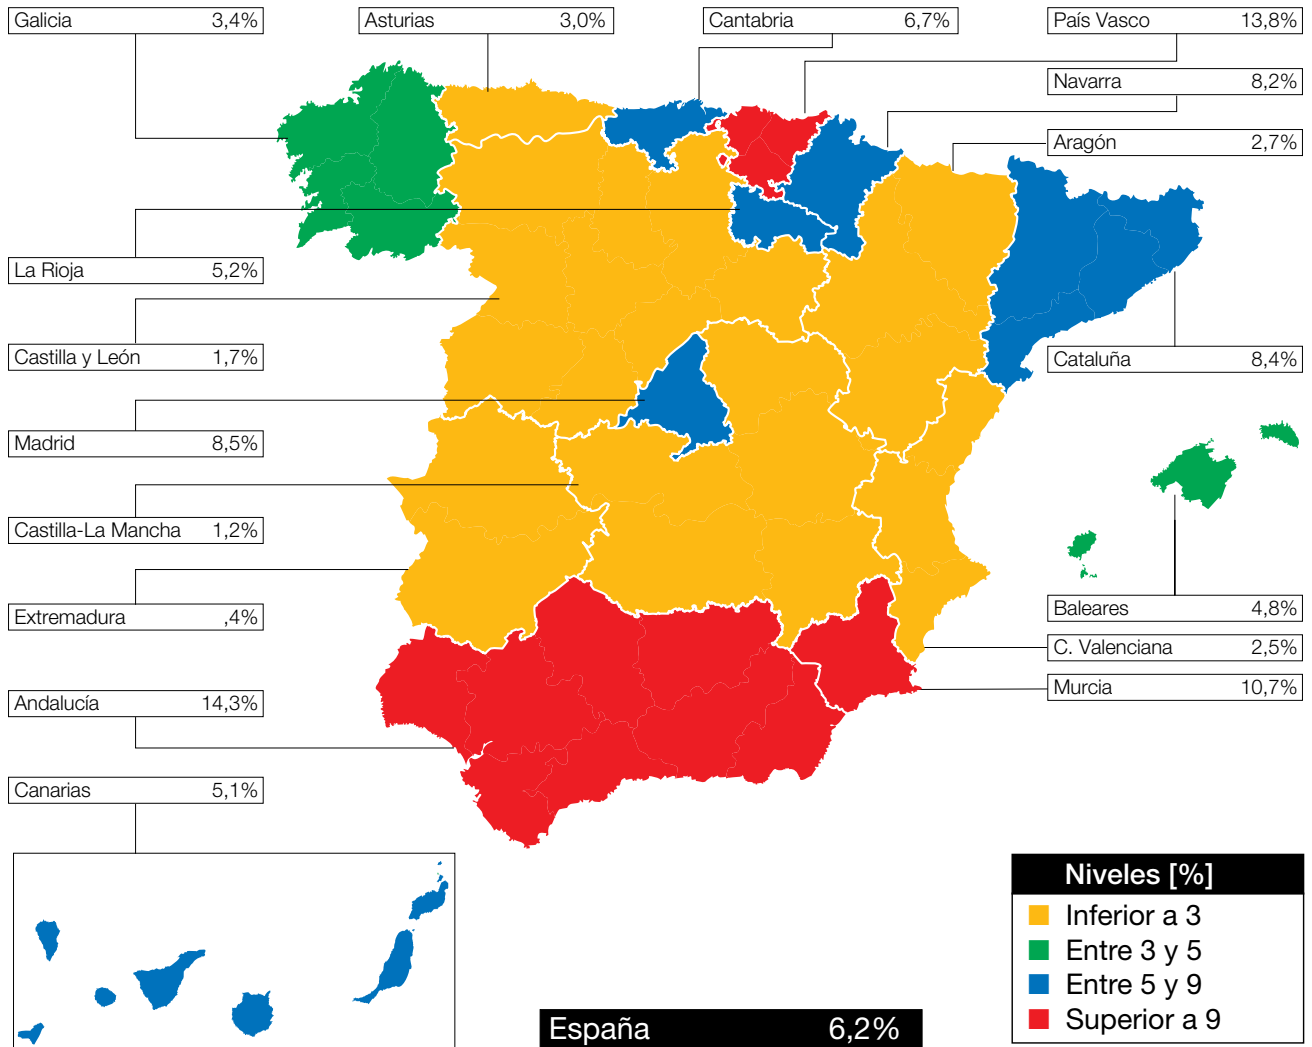 Galicia 3,4%
Asturias 3,0%
Cantabria 6,7%
País Vasco 13,8%
Navarra 8,2%
Aragón 2,7%
La Rioja 5,2%
Castilla y León 1,7%
Cataluña 8,4%
Madrid 8,5%
Castilla-La Mancha 1,2%
Extremadura ,4%
Baleares 4,8%
C. Valenciana 2,5%
Murcia 10,7%
Andalucía 14,3%
Canarias 5,1%
Niveles [%]
Inferior a 3
Entre 3 y 5
Entre 5 y 9
Superior a 9
España 6,2%